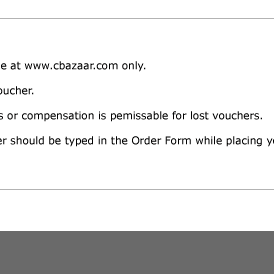 e at www.cbazaar.com only.
oucher.
s or compensation is pemissable for lost vouchers.
er should be typed in the Order Form while placing y